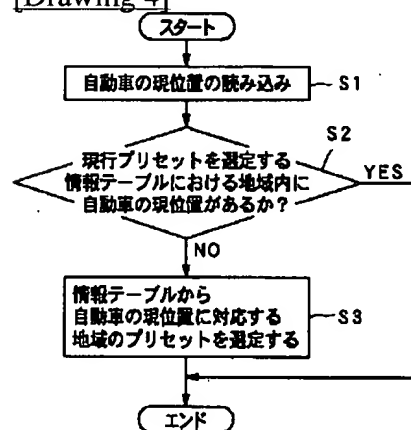 [Drawing 4]
スタート
自動車の現位置の読み込み
S1
S2
現行プリセットを選定する
情報テーブルにおける地域内に
自動車の現位置があるか?
YES
NO
情報テーブルから
自動車の現位置に対応する
地域のプリセットを選定する
S3
エンド